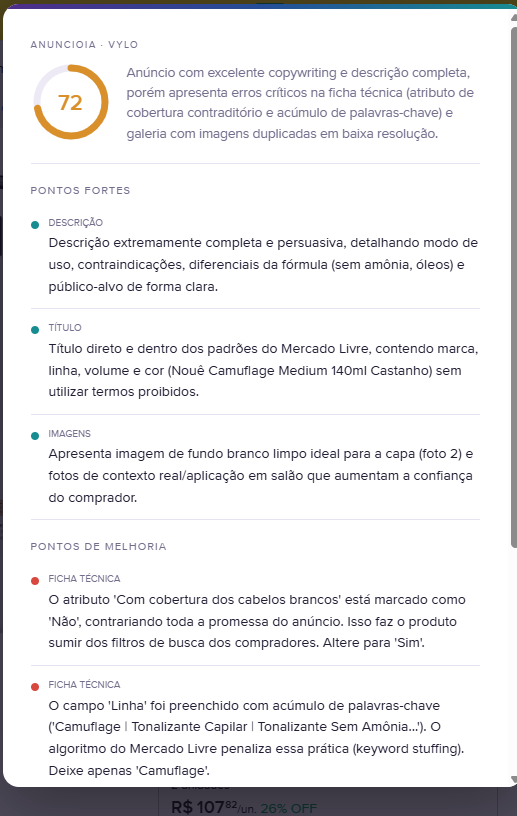 ANUNCIOIA · VYLO
72
Anúncio com excelente copywriting e descrição completa,
porém apresenta erros críticos na ficha técnica (atributo de
cobertura contraditório e acúmulo de palavras-chave) e
galeria com imagens duplicadas em baixa resolução.
PONTOS FORTES
DESCRIÇÃO
Descrição extremamente completa e persuasiva, detalhando modo de
uso, contraindicações, diferenciais da fórmula (sem amônia, óleos) e
público-alvo de forma clara.
TÍTULO
Título direto e dentro dos padrões do Mercado Livre, contendo marca,
linha, volume e cor (Nouê Camuflage Medium 140ml Castanho) sem
utilizar termos proibidos.
IMAGENS
Apresenta imagem de fundo branco limpo ideal para a capa (foto 2) e
fotos de contexto real/aplicação em salão que aumentam a confiança
do comprador.
PONTOS DE MELHORIA
FICHA TÉCNICA
O atributo 'Com cobertura dos cabelos brancos' está marcado como
'Não', contrariando toda a promessa do anúncio. Isso faz o produto
sumir dos filtros de busca dos compradores. Altere para 'Sim'.
FICHA TÉCNICA
O campo 'Linha' foi preenchido com acúmulo de palavras-chave
('Camuflage | Tonalizante Capilar | Tonalizante Sem Amônia...'). O
algoritmo do Mercado Livre penaliza essa prática (keyword stuffing).
Deixe apenas 'Camuflage'.
R$ 107⁸²/un. 26% OFF